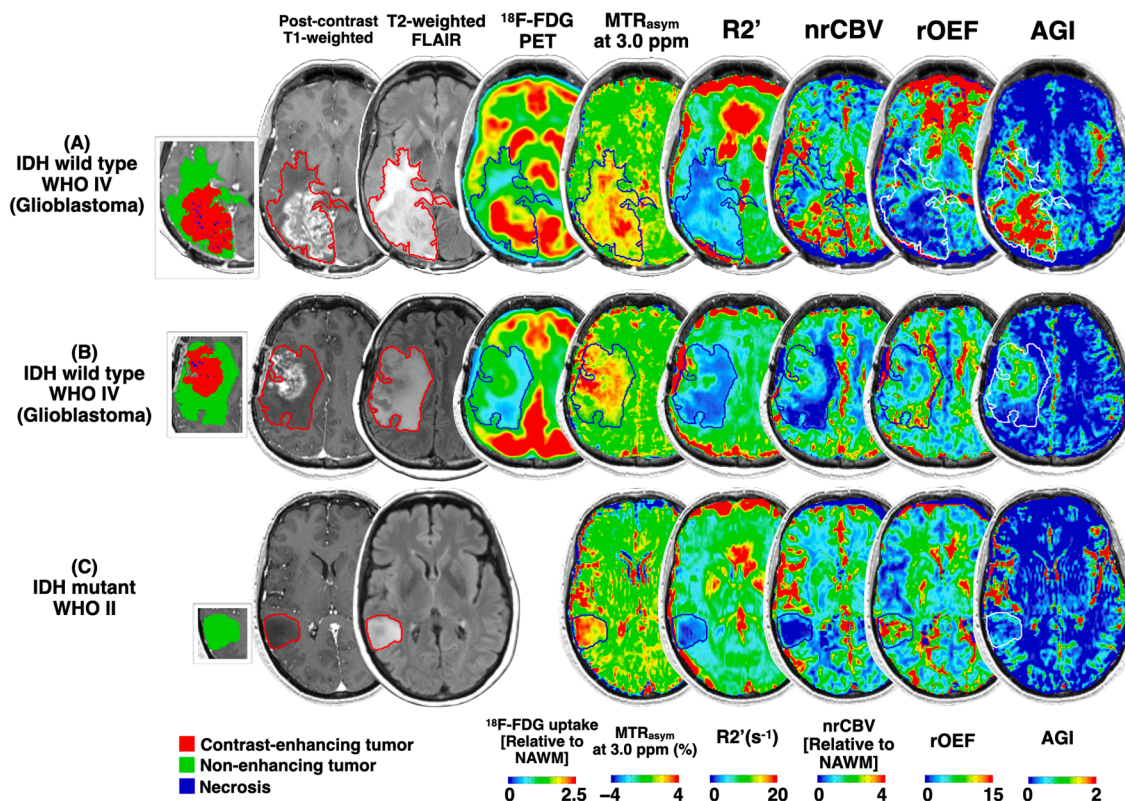 Post-contrast
T1-weighted
T2-weighted
FLAIR
¹⁸F-FDG
PET
MTRasym
at 3.0 ppm
R2'
nrCBV
rOEF
AGI
(A)
IDH wild type
WHO IV
(Glioblastoma)
(B)
IDH wild type
WHO IV
(Glioblastoma)
(C)
IDH mutant
WHO II
Contrast-enhancing tumor
Non-enhancing tumor
Necrosis
¹⁸F-FDG uptake
[Relative to
NAWM]
0 2.5
MTRasym
at 3.0 ppm (%)
−4 4
R2'(s⁻¹)
0 20
nrCBV
[Relative to
NAWM]
0 4
rOEF
0 15
AGI
0 2